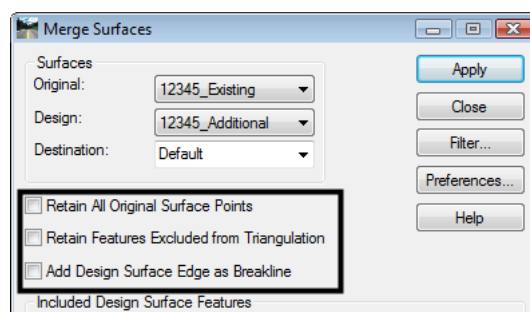 Merge Surfaces
Surfaces
Original: 12345_Existing
Design: 12345_Additional
Destination: Default
Apply
Close
Filter...
Preferences...
Help
Retain All Original Surface Points
Retain Features Excluded from Triangulation
Add Design Surface Edge as Breakline
Included Design Surface Features